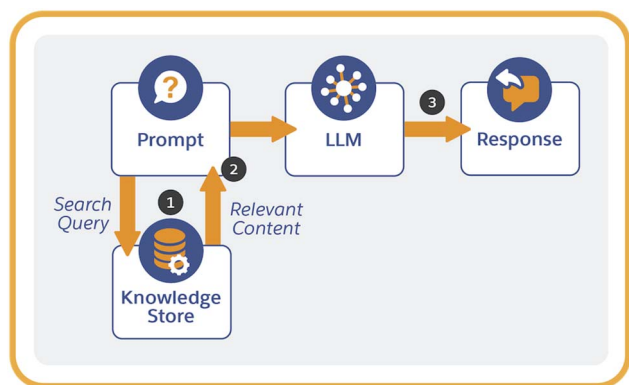 ?
Prompt
LLM
3
Response
2
Search
Query
1
Relevant
Content
Knowledge
Store